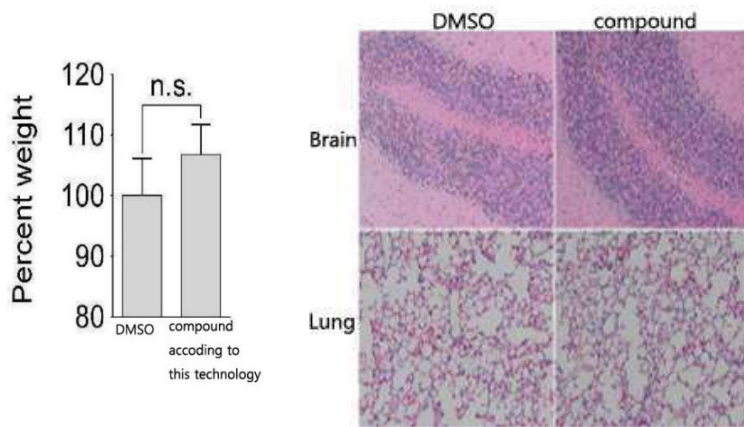 DMSO
compound
120
n.s.
110
100
90
80
Percent weight
DMSO
compound
accoding to
this technology
Brain
Lung